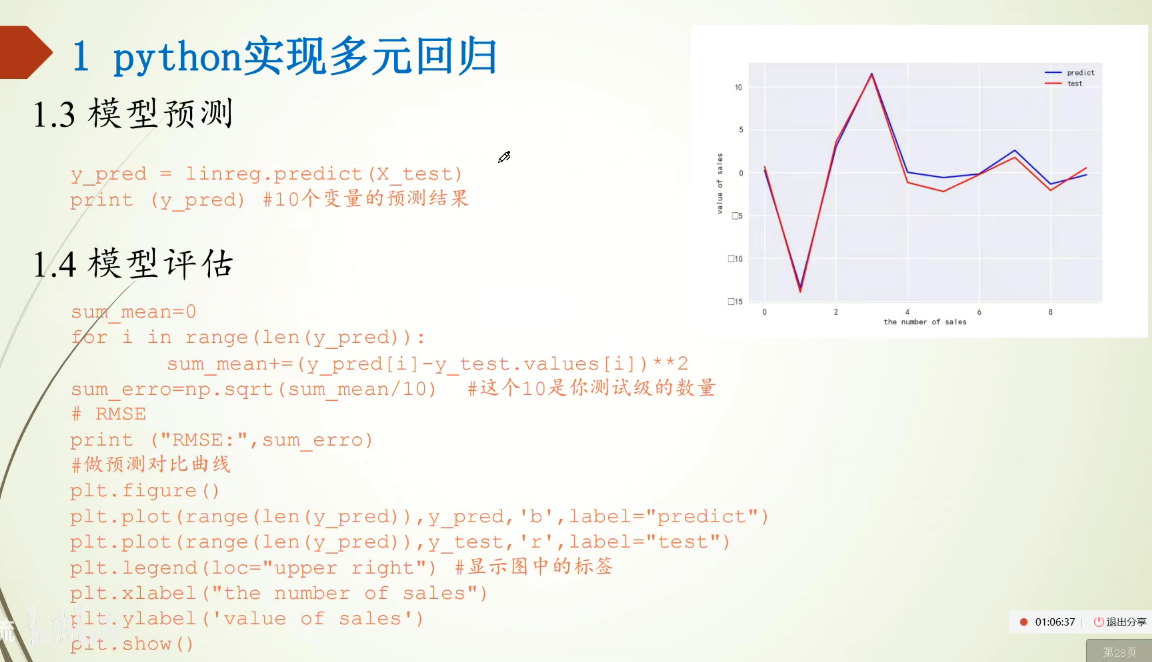 1 python实现多元回归
1.3 模型预测
y_pred = linreg.predict(X_test)
print (y_pred) #10个变量的预测结果
1.4 模型评估
sum_mean=0
for i in range(len(y_pred)):
sum_mean+=(y_pred[i]-y_test.values[i])**2
sum_erro=np.sqrt(sum_mean/10) #这个10是你测试级的数量
# RMSE
print ("RMSE:",sum_erro)
#做预测对比曲线
plt.figure()
plt.plot(range(len(y_pred)),y_pred,'b',label="predict")
plt.plot(range(len(y_pred)),y_test,'r',label="test")
plt.legend(loc="upper right") #显示图中的标签
plt.xlabel("the number of sales")
plt.ylabel('value of sales')
plt.show()
predict
test
10
5
0
□5
□10
□15
value of sales
0 2 4 6 8
the number of sales
01:06:37 退出分享
第28页